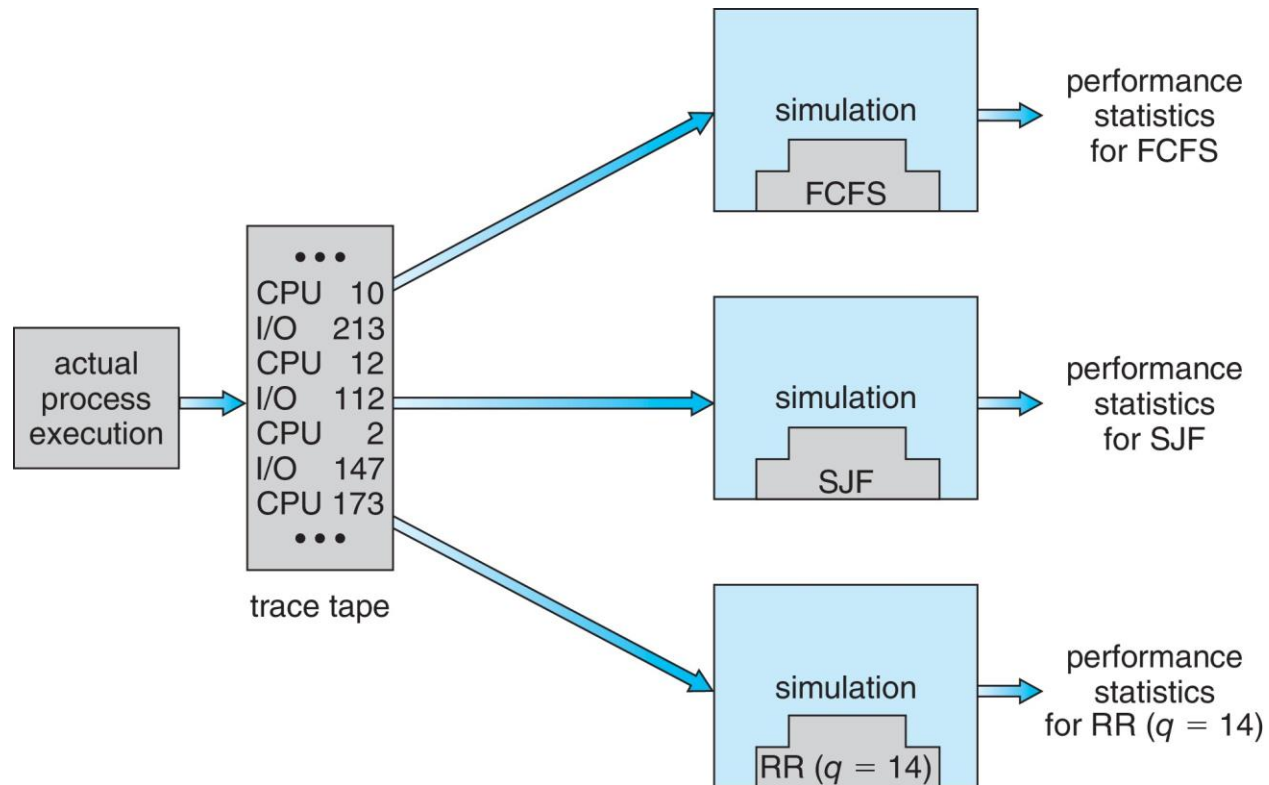 actual
process
execution
•••
CPU 10
I/O 213
CPU 12
I/O 112
CPU 2
I/O 147
CPU 173
•••
trace tape
simulation
FCFS
performance
statistics
for FCFS
simulation
SJF
performance
statistics
for SJF
simulation
RR (q = 14)
performance
statistics
for RR (q = 14)